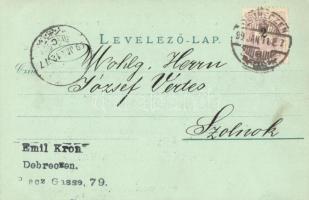 LEVELEZŐ-LAP.
Wohlg. Herrn
József Vértes
Szolnok
Emil Kron
Debreczen.
Gasse, 79.